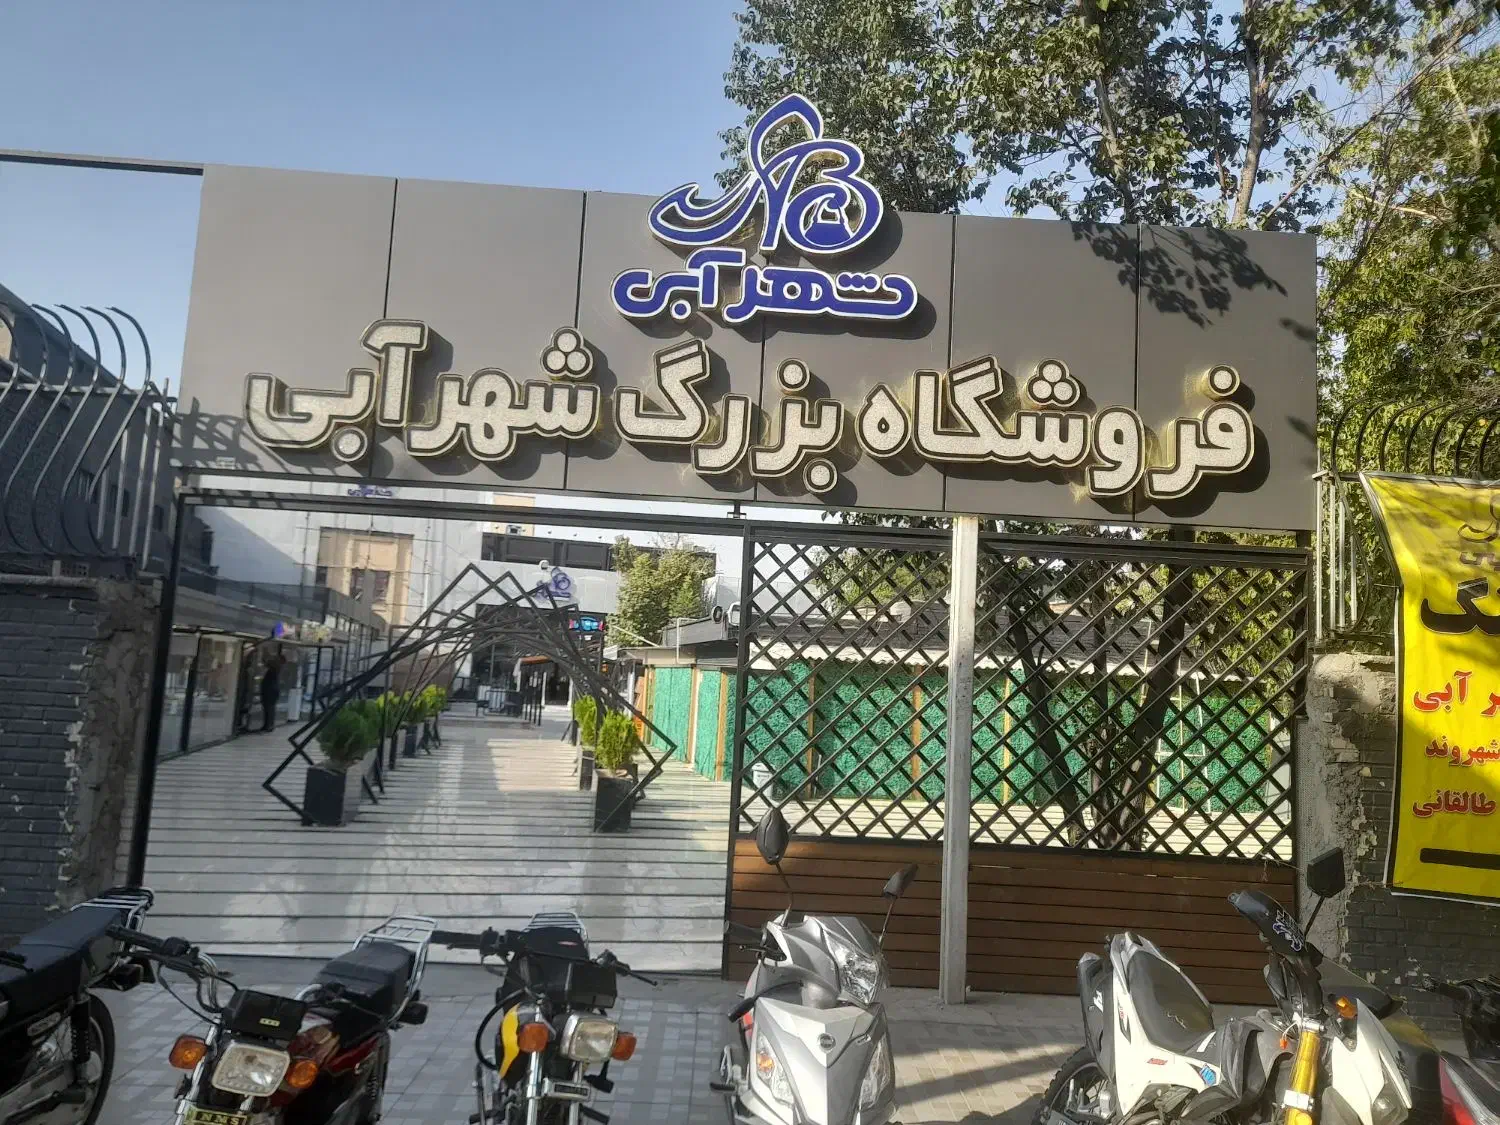 شهر آبی
فروشگاه بزرگ شهر آبی
ر آبی
شهروند
طالقانی